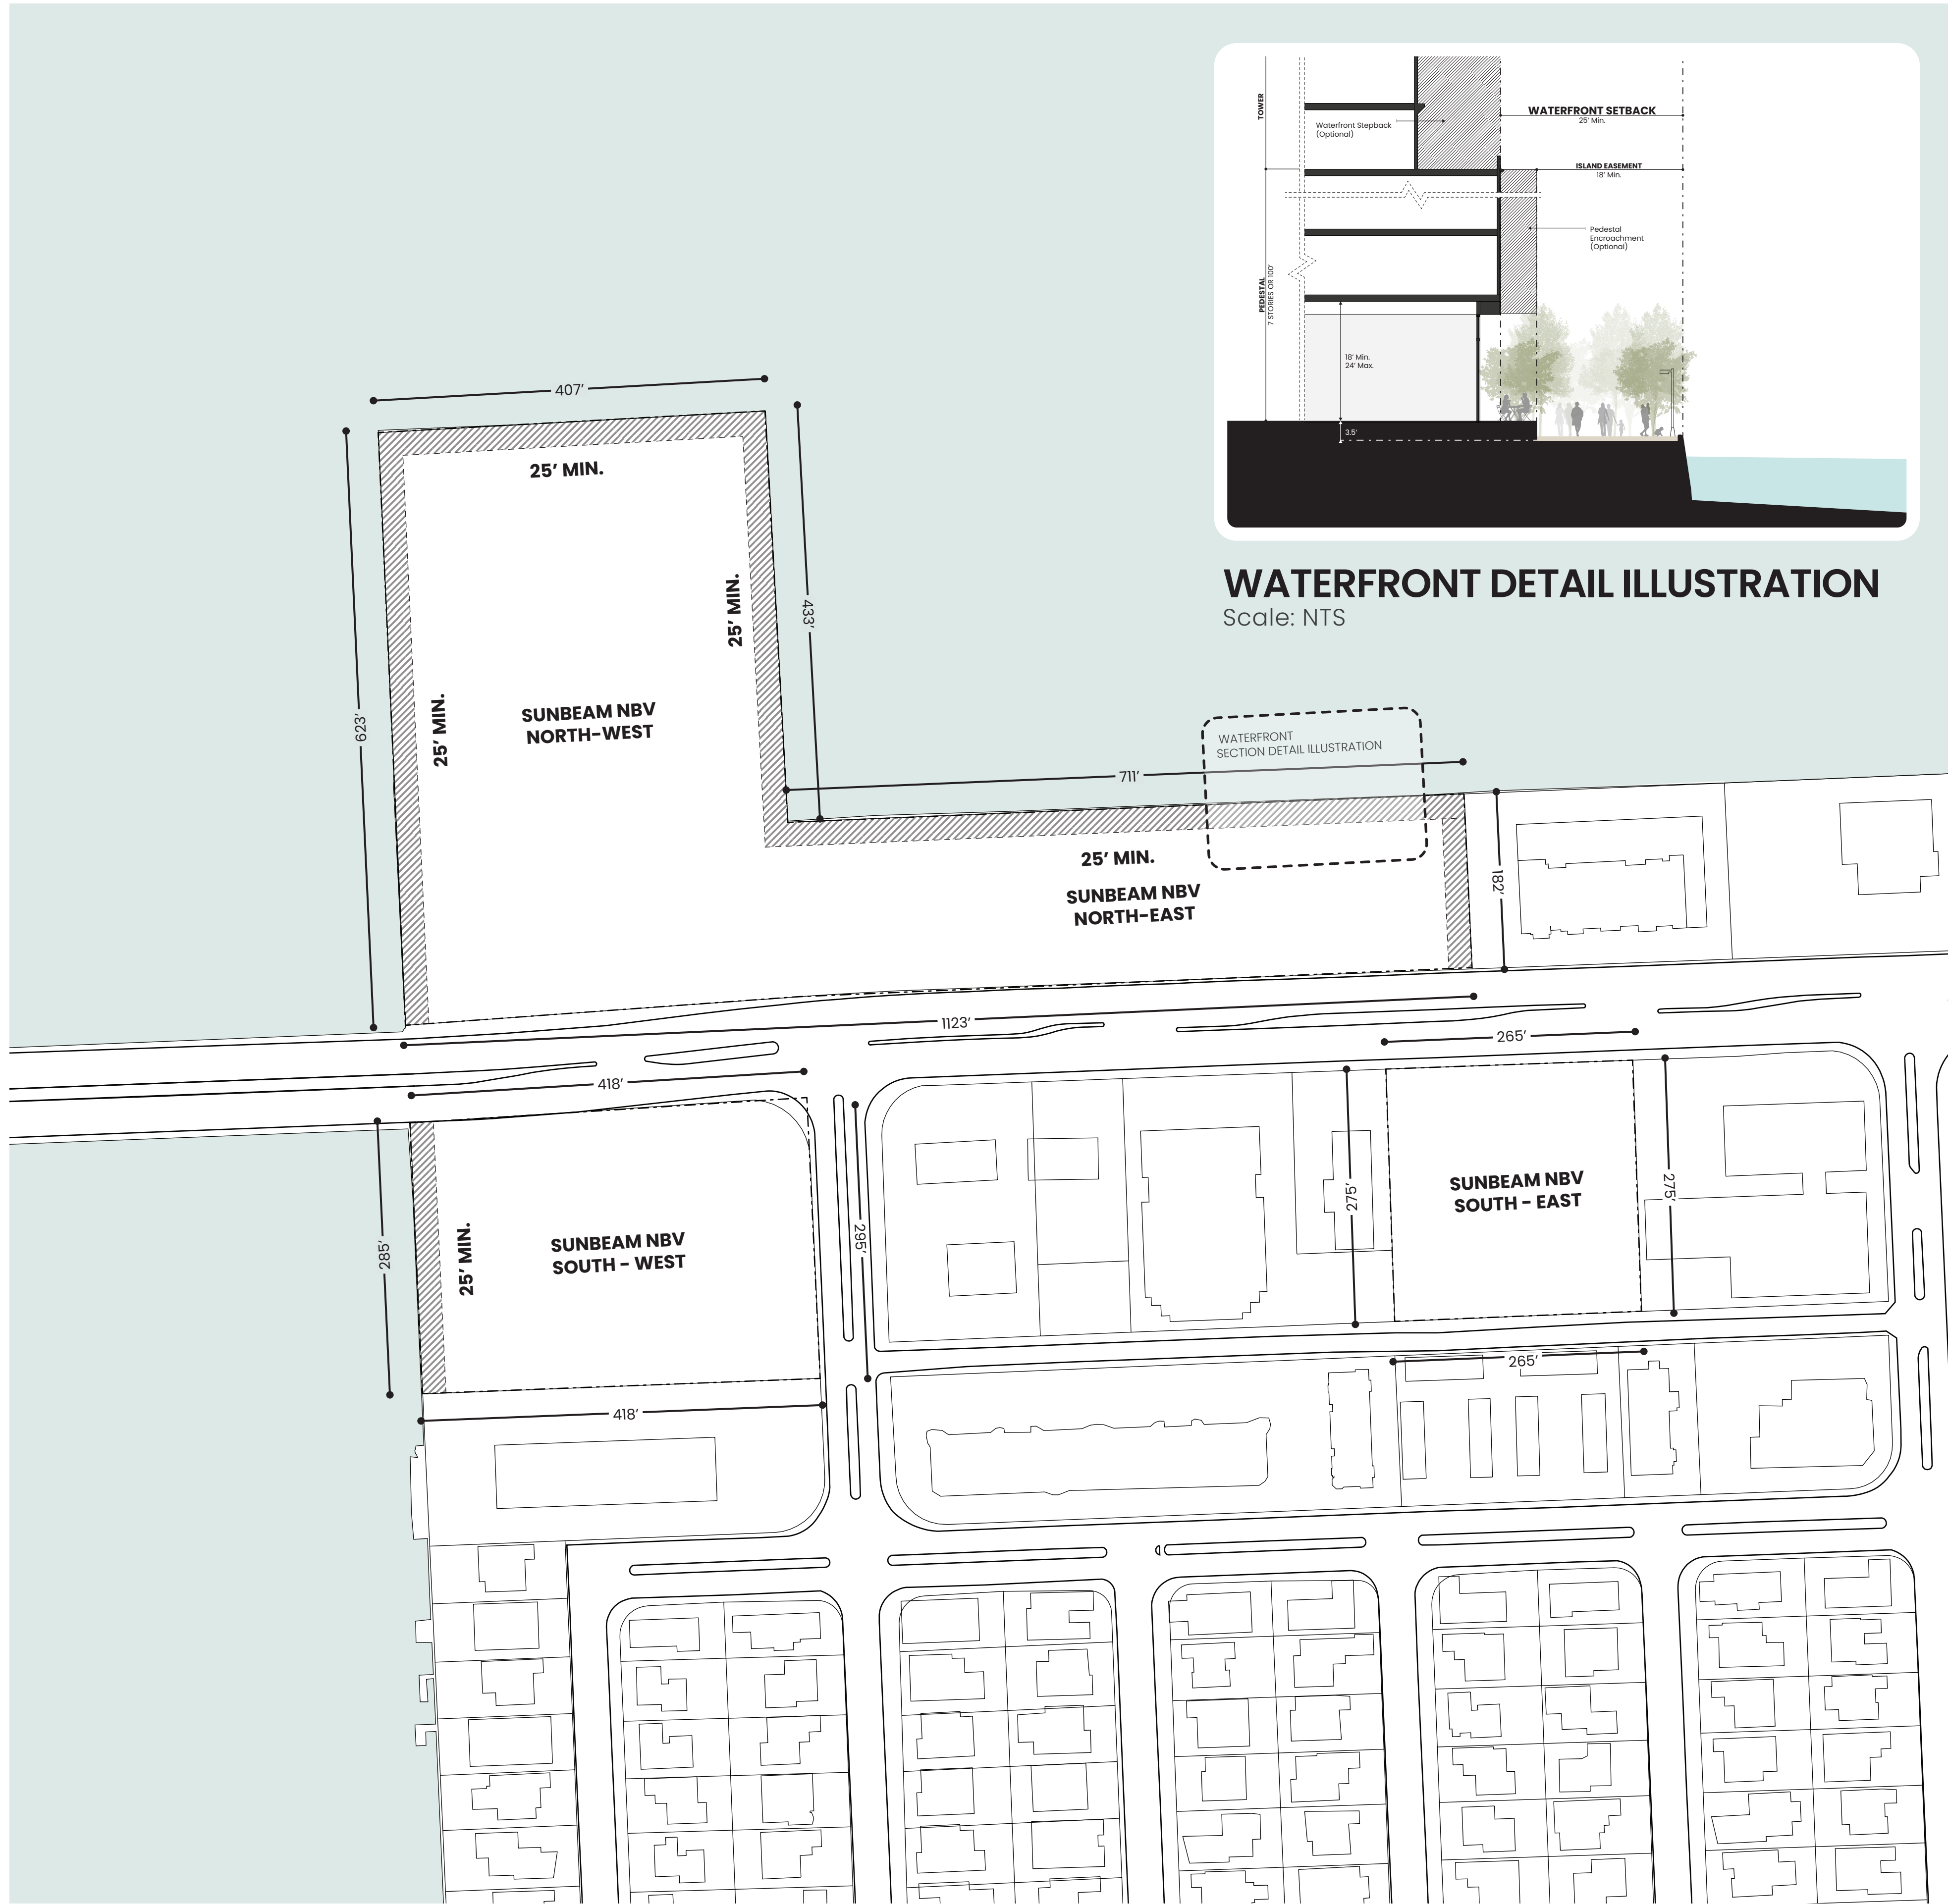 TOWER
WATERFRONT SETBACK
25’ Min.
Waterfront Stepback
(Optional)
ISLAND EASEMENT
18’ Min.
Pedestal
Encroachment
(Optional)
PEDESTAL
7 STORIES OR 100’
18’ Min.
24’ Max.
3.5’
WATERFRONT DETAIL ILLUSTRATION
Scale: NTS
407’
25’ MIN.
433’
25’ MIN.
623’
25’ MIN.
SUNBEAM NBV
NORTH-WEST
WATERFRONT
SECTION DETAIL ILLUSTRATION
711’
25’ MIN.
SUNBEAM NBV
NORTH-EAST
182’
1123’
265’
418’
275’
SUNBEAM NBV
SOUTH - EAST
275’
285’
25’ MIN.
SUNBEAM NBV
SOUTH - WEST
295’
265’
418’